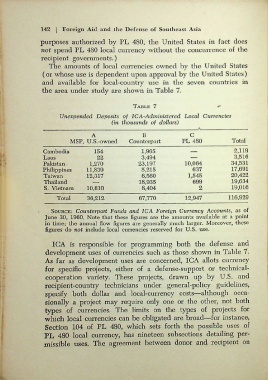 142 | Foreign Aid and the Defense of Southeast Asia
purposes authorized by PL 480, the United States in fact does
not spend PL 480 local currency without the concurrence of the
recipient governments.)
The amounts of local currencies owned by the United States
(or whose use is dependent upon approval by the United States)
and available for local-country use in the seven countries in
the area under study are shown in Table 7.
TABLE 7
Unexpended Deposits of ICA-Administered Local Currencies
(in thousands of dollars)
A B C
MSP, U.S.-owned Counterpart PL 480 Total
Cambodia 154 1,965 — 2,119
Laos 22 3,494 — 3,516
Pakistan 1,270 23,197 10,064 34,531
Philippines 11,839 5,215 637 17,691
Taiwan 12,317 6,560 1,545 20,422
Thailand 18,935 699 19,634
S. Vietnam 10,610 8,404 2 19,016
Total 36,212 67,770 12,947 116,929
SOURCE: Counterpart Funds and ICA Foreign Currency Accounts, as of
June 30, 1960. Note that these figures are the amounts available at a point
in time; the annual flow figures are generally much larger. Moreover, these
figures do not include local currencies reserved for U.S. use.
ICA is responsible for programming both the defense and
development uses of currencies such as those shown in Table 7.
As far as development uses are concerned, ICA allots currency
for specific projects, either of a defense-support or technical-
cooperation variety. These projects, drawn up by U.S. and
recipient-country technicians under general-policy guidelines,
specify both dollar and local-currency costs—although occa-
sionally a project may require only one or the other, not both
types of currencies. The limits on the types of projects for
which local currencies can be obligated are broad—for instance,
Section 104 of PL 480, which sets forth the possible uses of
PL 480 local currency, has nineteen subsections detailing per-
missible uses. The agreement between donor and recipient on